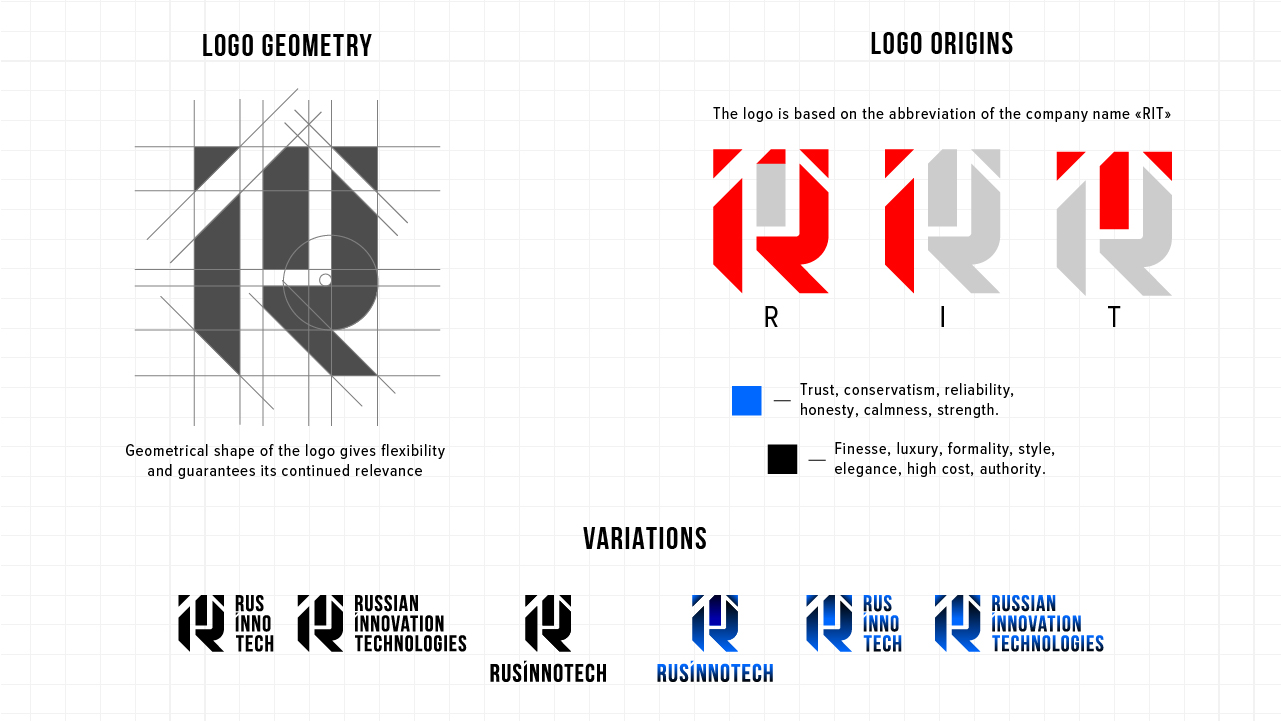 LOGO GEOMETRY
Geometrical shape of the logo gives flexibility
and guarantees its continued relevance
LOGO ORIGINS
The logo is based on the abbreviation of the company name «RIT»
R
I
T
Trust, conservatism, reliability,
honesty, calmness, strength.
Finesse, luxury, formality, style,
elegance, high cost, authority.
VARIATIONS
RUS
ÍNNO
TECH
RUSSIAN
ÍNNOVATION
TECHNOLOGIES
RUSÍNNOTECH
RUSÍNNOTECH
RUS
ÍNNO
TECH
RUSSIAN
ÍNNOVATION
TECHNOLOGIES